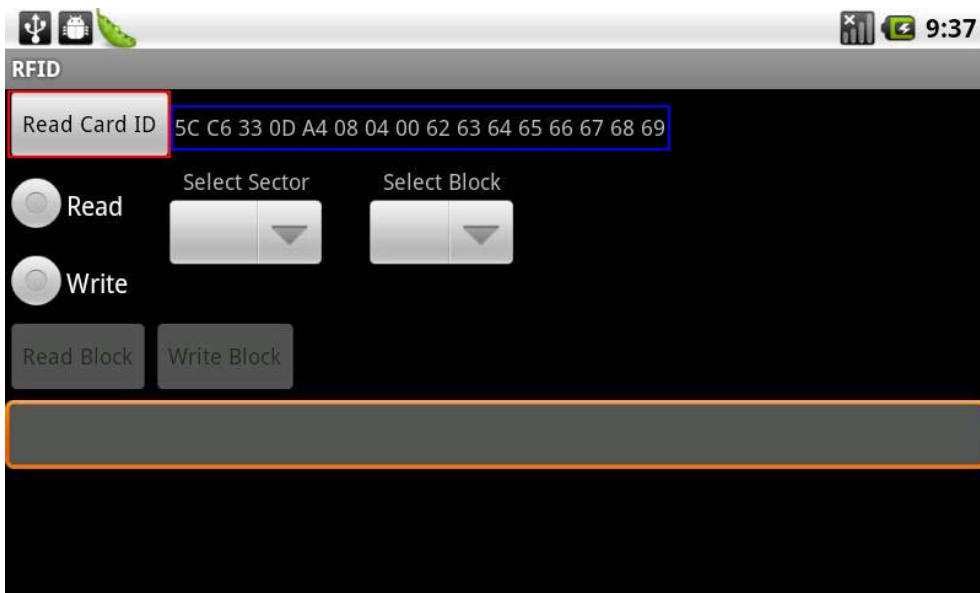 9:37
RFID
Read Card ID 5C C6 33 0D A4 08 04 00 62 63 64 65 66 67 68 69
Select Sector Select Block
Read
Write
Read Block Write Block